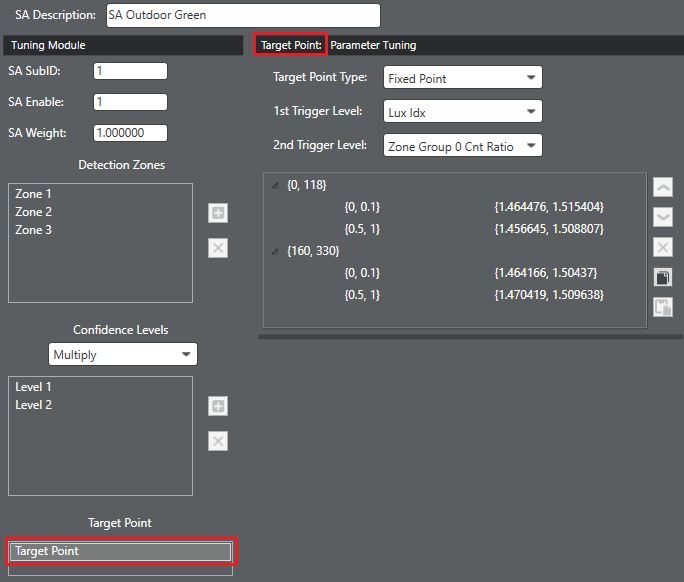 SA Description: SA Outdoor Green
Tuning Module
SA SubID: 1
SA Enable: 1
SA Weight: 1.000000
Detection Zones
Zone 1
Zone 2
Zone 3
Confidence Levels
Multiply
Level 1
Level 2
Target Point
Target Point
Target Point: Parameter Tuning
Target Point Type: Fixed Point
1st Trigger Level: Lux Idx
2nd Trigger Level: Zone Group 0 Cnt Ratio
{0, 118}
{0, 0.1} {1.464476, 1.515404}
{0.5, 1} {1.456645, 1.508807}
{160, 330}
{0, 0.1} {1.464166, 1.50437}
{0.5, 1} {1.470419, 1.509638}